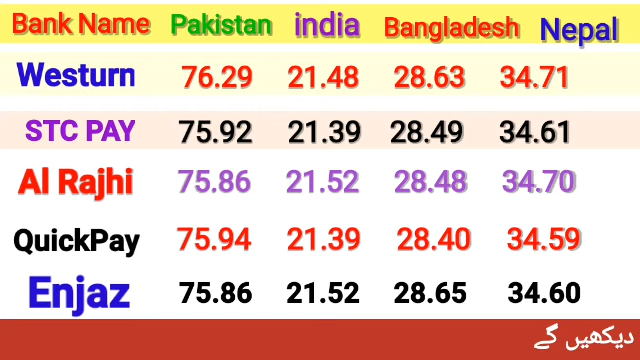 Bank Name Pakistan india Bangladesh Nepal
Westurn 76.29 21.48 28.63 34.71
STC PAY 75.92 21.39 28.49 34.61
Al Rajhi 75.86 21.52 28.48 34.70
QuickPay 75.94 21.39 28.40 34.59
Enjaz 75.86 21.52 28.65 34.60
دیکھیں گے